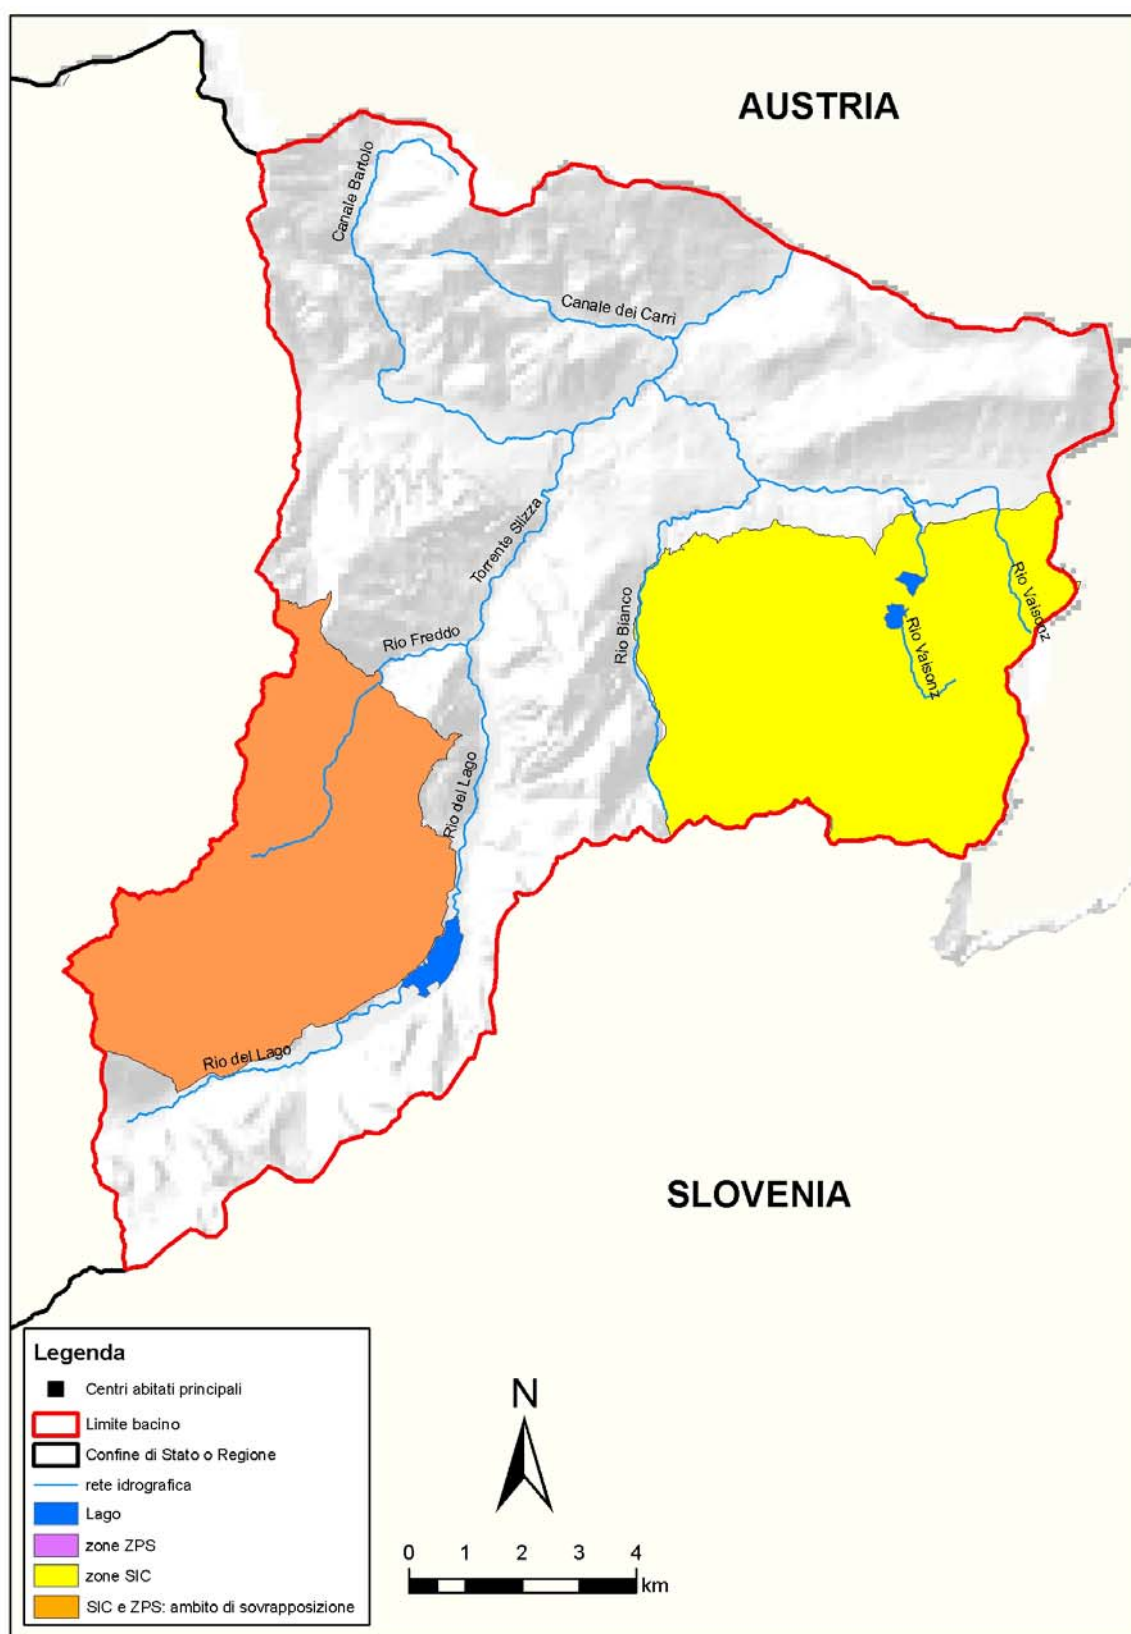 AUSTRIA
Canale Bartolo
Canale dei Carri
Torrente Slizza
Rio Freddo
Rio Bianco
Rio Vaisonz
Rio Vaisonz
Rio del Lago
Rio del Lago
SLOVENIA
Legenda
Centri abitati principali
Limite bacino
Confine di Stato o Regione
rete idrografica
Lago
zone ZPS
zone SIC
SIC e ZPS: ambito di sovrapposizione
N
0 1 2 3 4
km